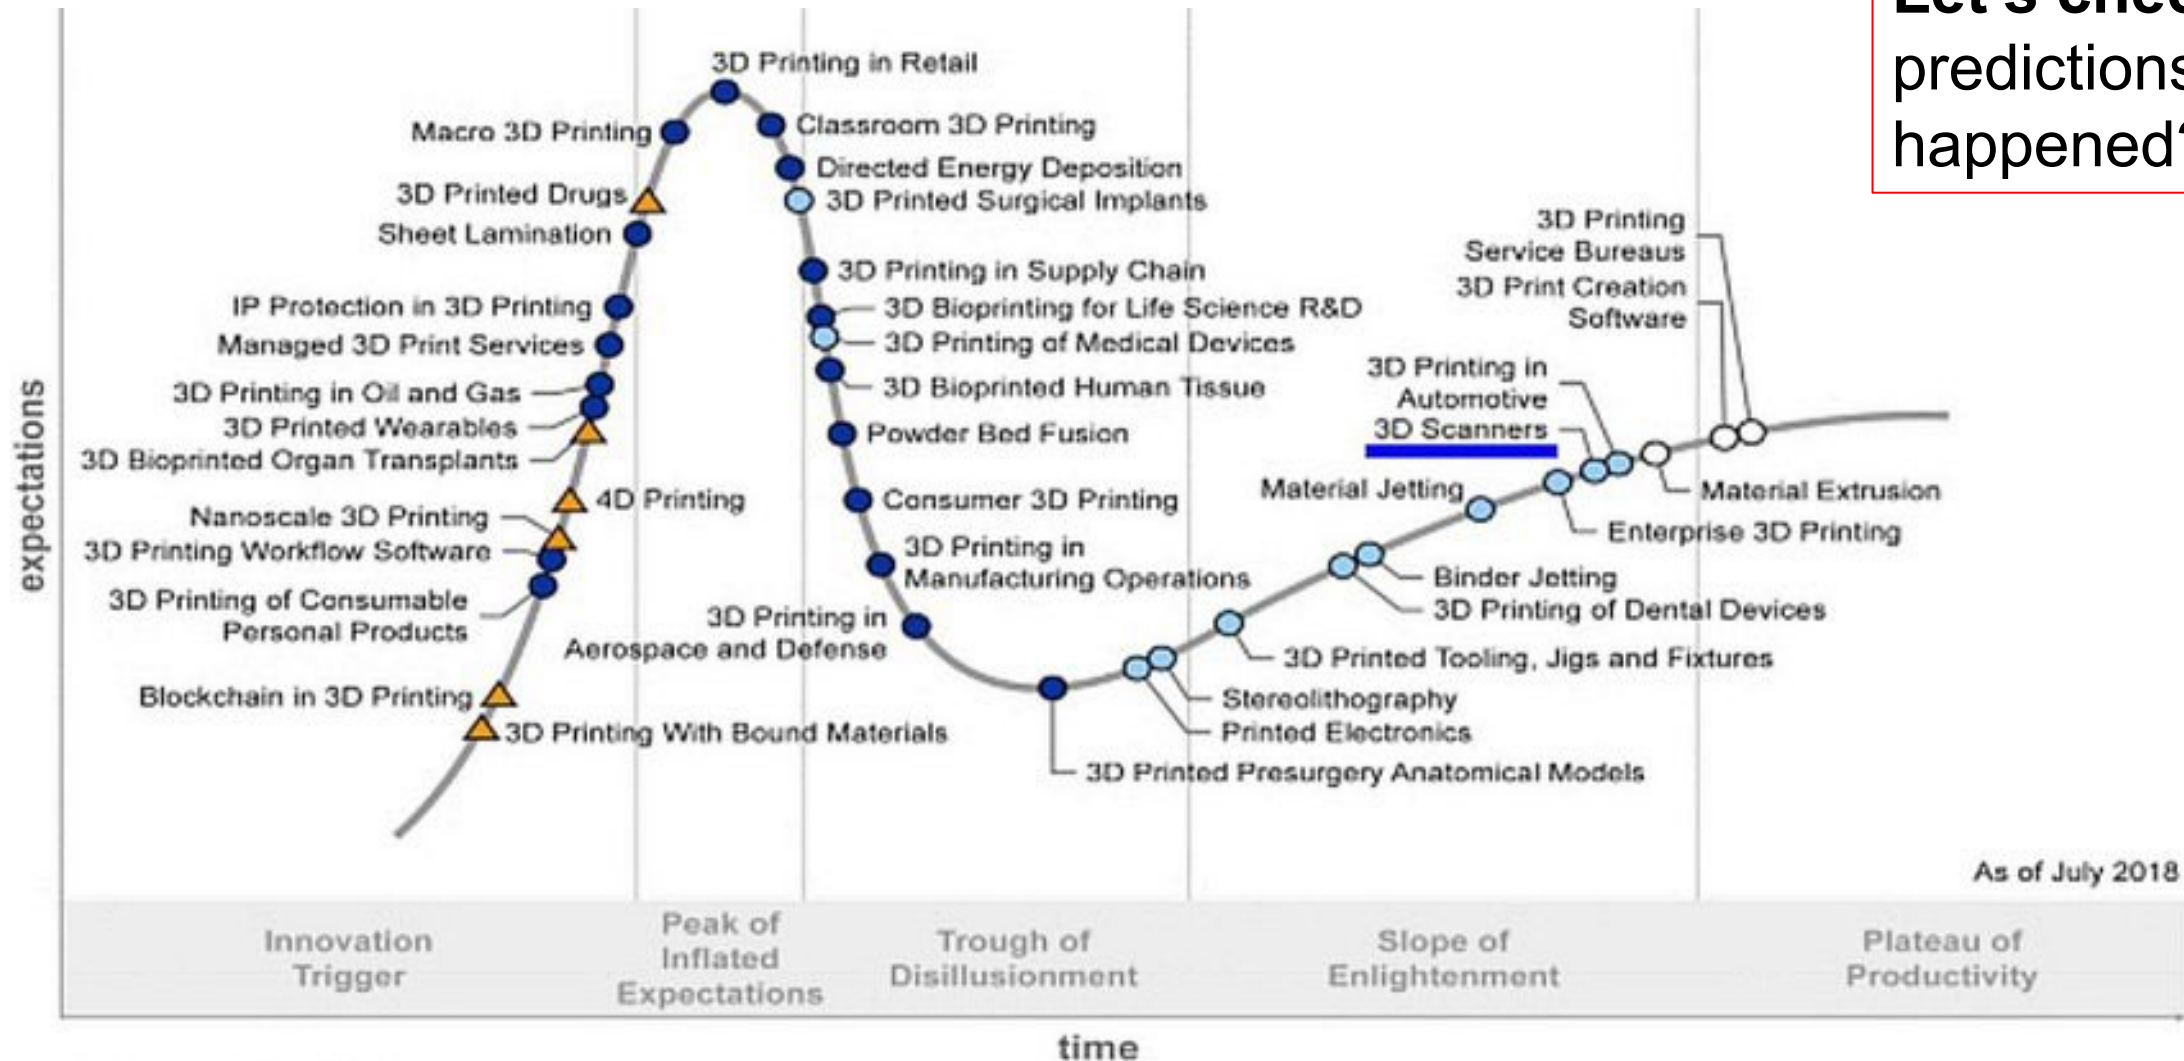 Let's
predictions
happened?
3D Printing in Retail
Macro 3D Printing
Classroom 3D Printing
Directed Energy Deposition
3D Printed Drugs
3D Printed Surgical Implants
Sheet Lamination
3D Printing in Supply Chain
IP Protection in 3D Printing
3D Bioprinting for Life Science R&D
Managed 3D Print Services
3D Printing of Medical Devices
3D Printing in Oil and Gas
3D Bioprinted Human Tissue
3D Printed Wearables
Powder Bed Fusion
3D Bioprinted Organ Transplants
4D Printing
Consumer 3D Printing
Nanoscale 3D Printing
3D Printing Workflow Software
3D Printing in
Manufacturing Operations
3D Printing of Consumable
Personal Products
3D Printing in
Aerospace and Defense
Blockchain in 3D Printing
3D Printing With Bound Materials
3D Printing
Service Bureaus
3D Print Creation
Software
3D Printing in
Automotive
3D Scanners
Material Jetting
Material Extrusion
Enterprise 3D Printing
Binder Jetting
3D Printing of Dental Devices
3D Printed Tooling, Jigs and Fixtures
Stereolithography
Printed Electronics
3D Printed Presurgery Anatomical Models
expectations
As of July 2018
Innovation
Trigger
Peak of
Inflated
Expectations
Trough of
Disillusionment
Slope of
Enlightenment
Plateau of
Productivity
time